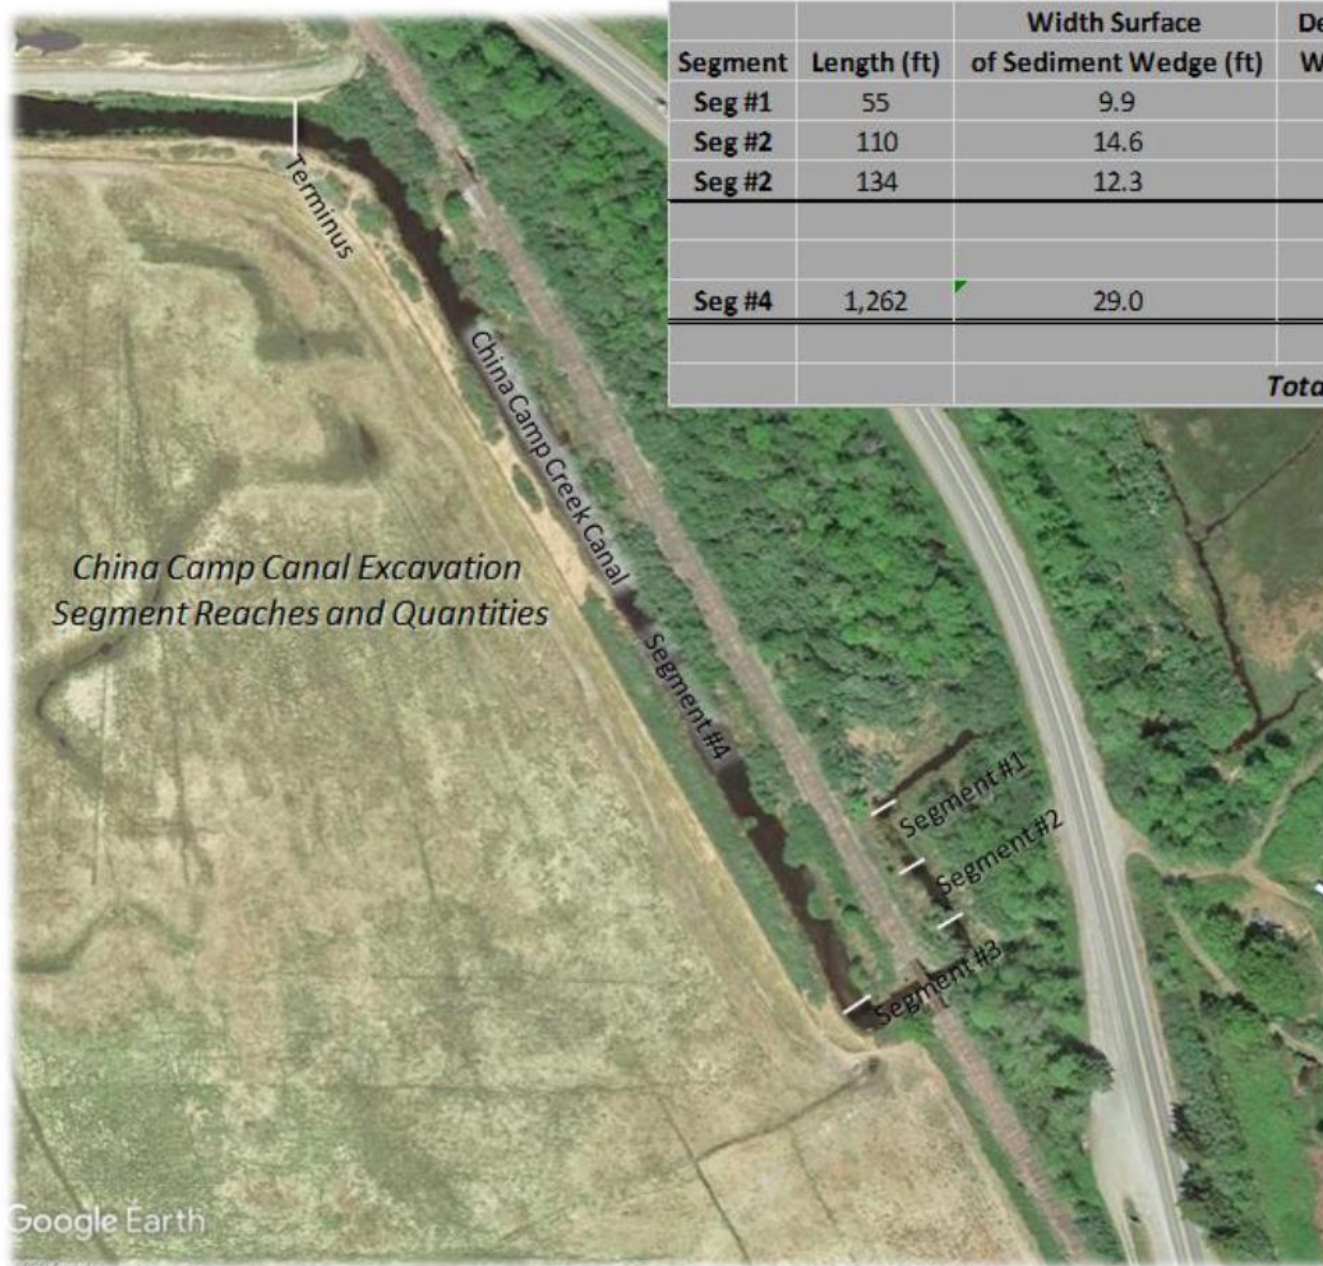 Width Surface De
Segment Length (ft) of Sediment Wedge (ft) W
Seg #1 55 9.9
Seg #2 110 14.6
Seg #2 134 12.3
Seg #4 1,262 29.0
Tota
Terminus
China Camp Creek Canal
China Camp Canal Excavation
Segment Reaches and Quantities
Segment #4
Segment #1
Segment #2
Segment #3
Google Earth